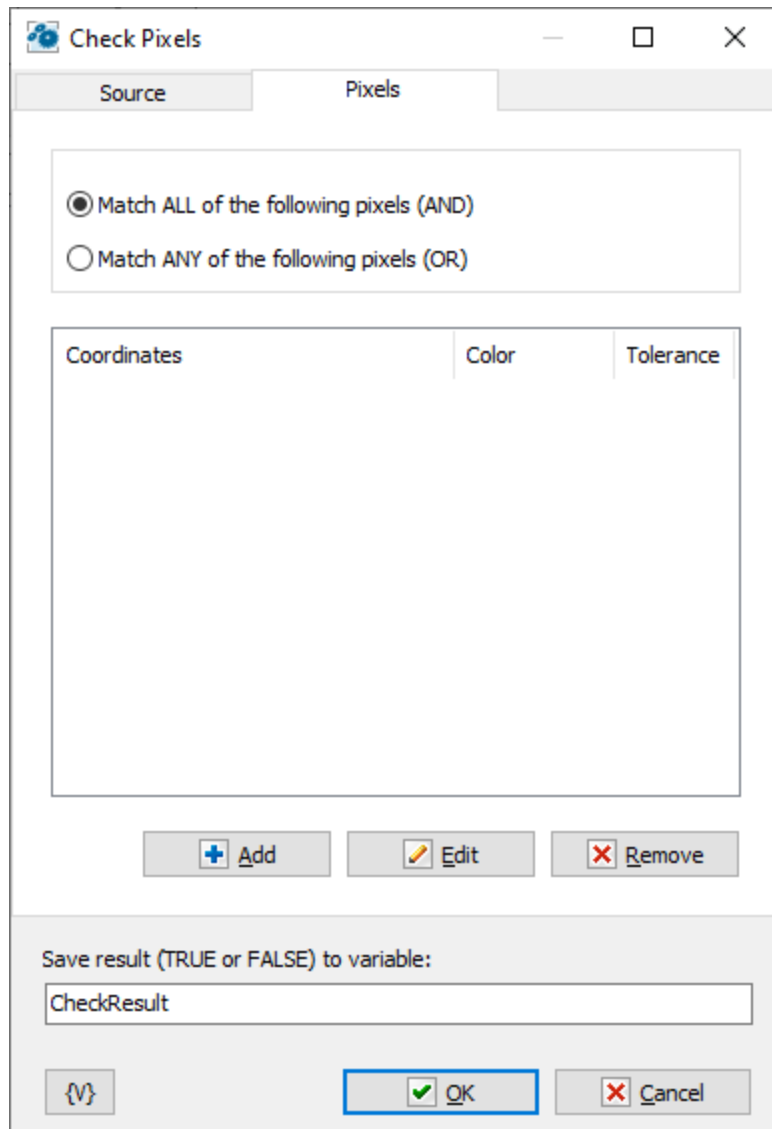 Check Pixels
Source Pixels
Match ALL of the following pixels (AND)
Match ANY of the following pixels (OR)
Coordinates Color Tolerance
Add Edit Remove
Save result (TRUE or FALSE) to variable:
CheckResult
{V} OK Cancel